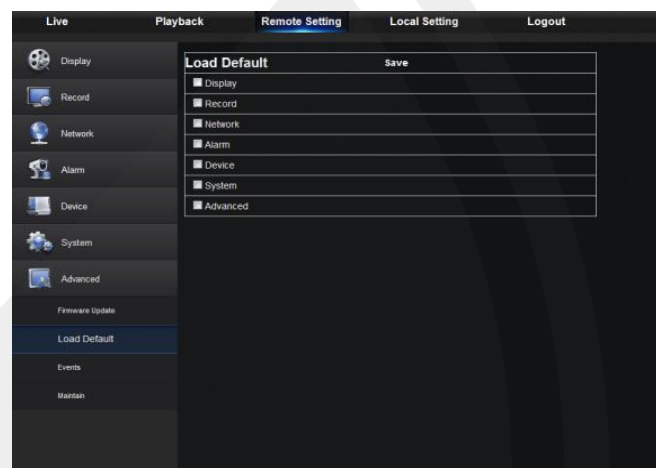 Live Playback Remote Setting Local Setting Logout
Display
Record
Network
Alarm
Device
System
Advanced
Firmware Update
Load Default
Events
Maintain
Load Default Save
Display
Record
Network
Alarm
Device
System
Advanced